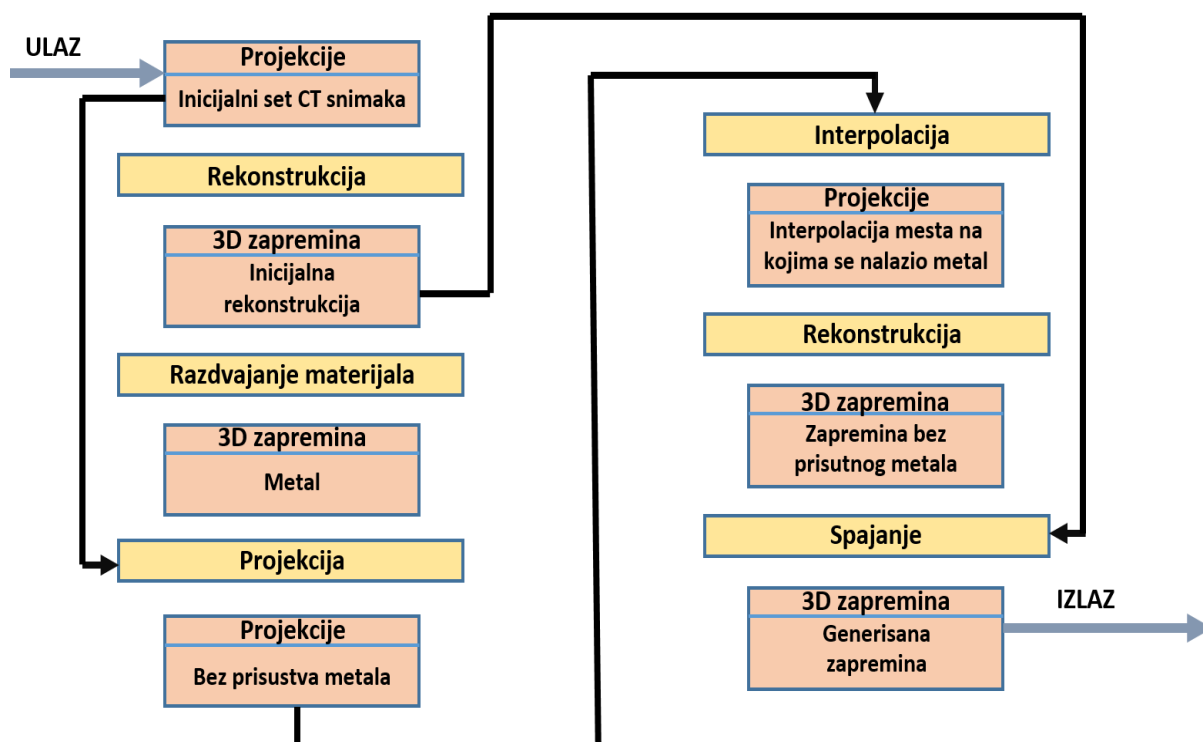 ULAZ
Projekcije
Inicijalni set CT snimaka
Rekonstrukcija
3D zapremina
Inicijalna
rekonstrukcija
Razdvajanje materijala
3D zapremina
Metal
Projekcija
Projekcije
Bez prisustva metala
Interpolacija
Projekcije
Interpolacija mesta na
kojima se nalazio metal
Rekonstrukcija
3D zapremina
Zapremina bez
prisutnog metala
Spajanje
3D zapremina
Generisana
zapremina
IZLAZ